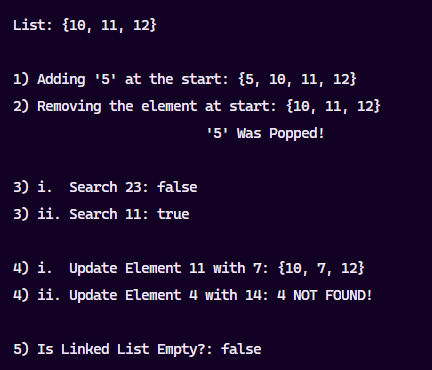 List: {10, 11, 12}
1) Adding '5' at the start: {5, 10, 11, 12}
2) Removing the element at start: {10, 11, 12}
'5' Was Popped!
3) i.  Search 23: false
3) ii. Search 11: true
4) i.  Update Element 11 with 7: {10, 7, 12}
4) ii. Update Element 4 with 14: 4 NOT FOUND!
5) Is Linked List Empty?: false